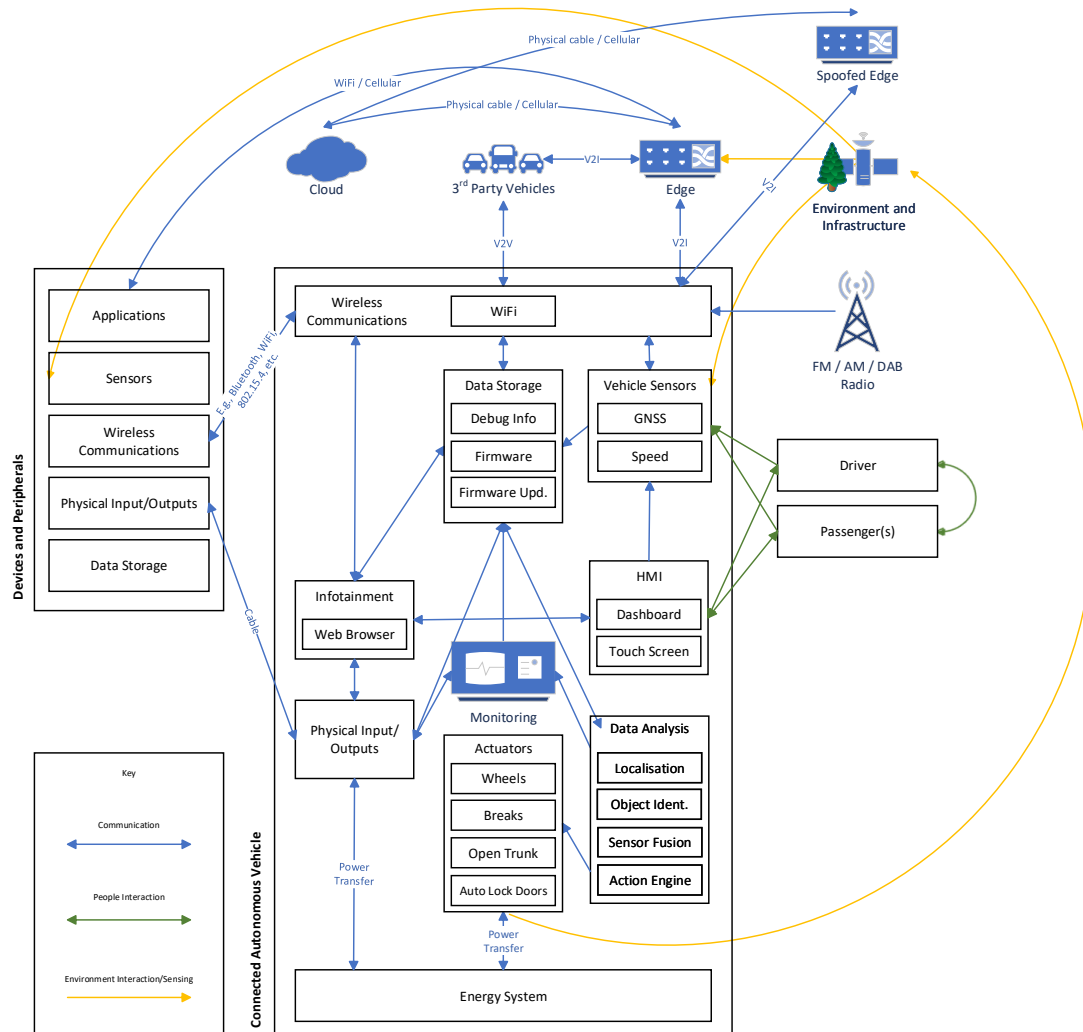 Physical cable / Cellular
Spoofed Edge
WiFi / Cellular
Physical cable / Cellular
Cloud
V2I
3rd Party Vehicles
Edge
V2I
Environment and
Infrastructure
V2V
V2I
Devices and Peripherals
Applications
Sensors
Wireless
Communications
Physical Input/Outputs
Data Storage
E.g., Bluetooth, WiFi,
802.15.4, etc.
Cable
Connected Autonomous Vehicle
Wireless
Communications
WiFi
FM / AM / DAB
Radio
Data Storage
Debug Info
Firmware
Firmware Upd.
Vehicle Sensors
GNSS
Speed
Driver
Passenger(s)
Infotainment
Web Browser
HMI
Dashboard
Touch Screen
Monitoring
Physical Input/
Outputs
Data Analysis
Localisation
Object Ident.
Sensor Fusion
Action Engine
Actuators
Wheels
Breaks
Open Trunk
Auto Lock Doors
Power
Transfer
Power
Transfer
Energy System
Key
Communication
People Interaction
Environment Interaction/Sensing